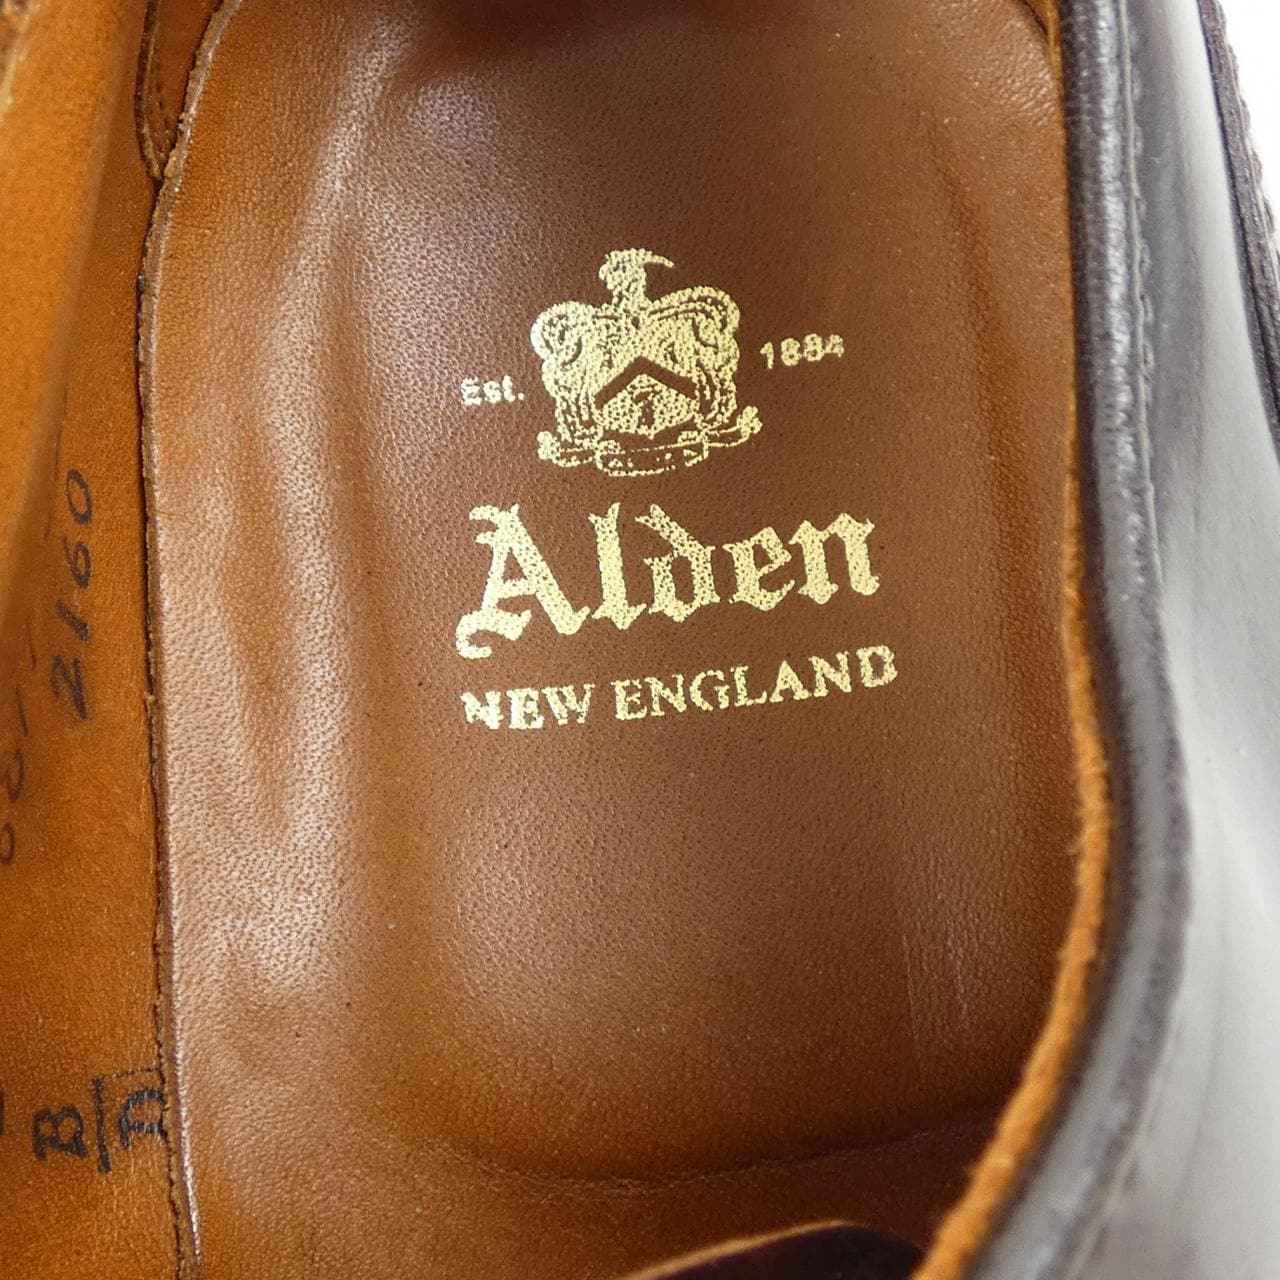 Est. 1884
Alden
NEW ENGLAND
2160
B/D